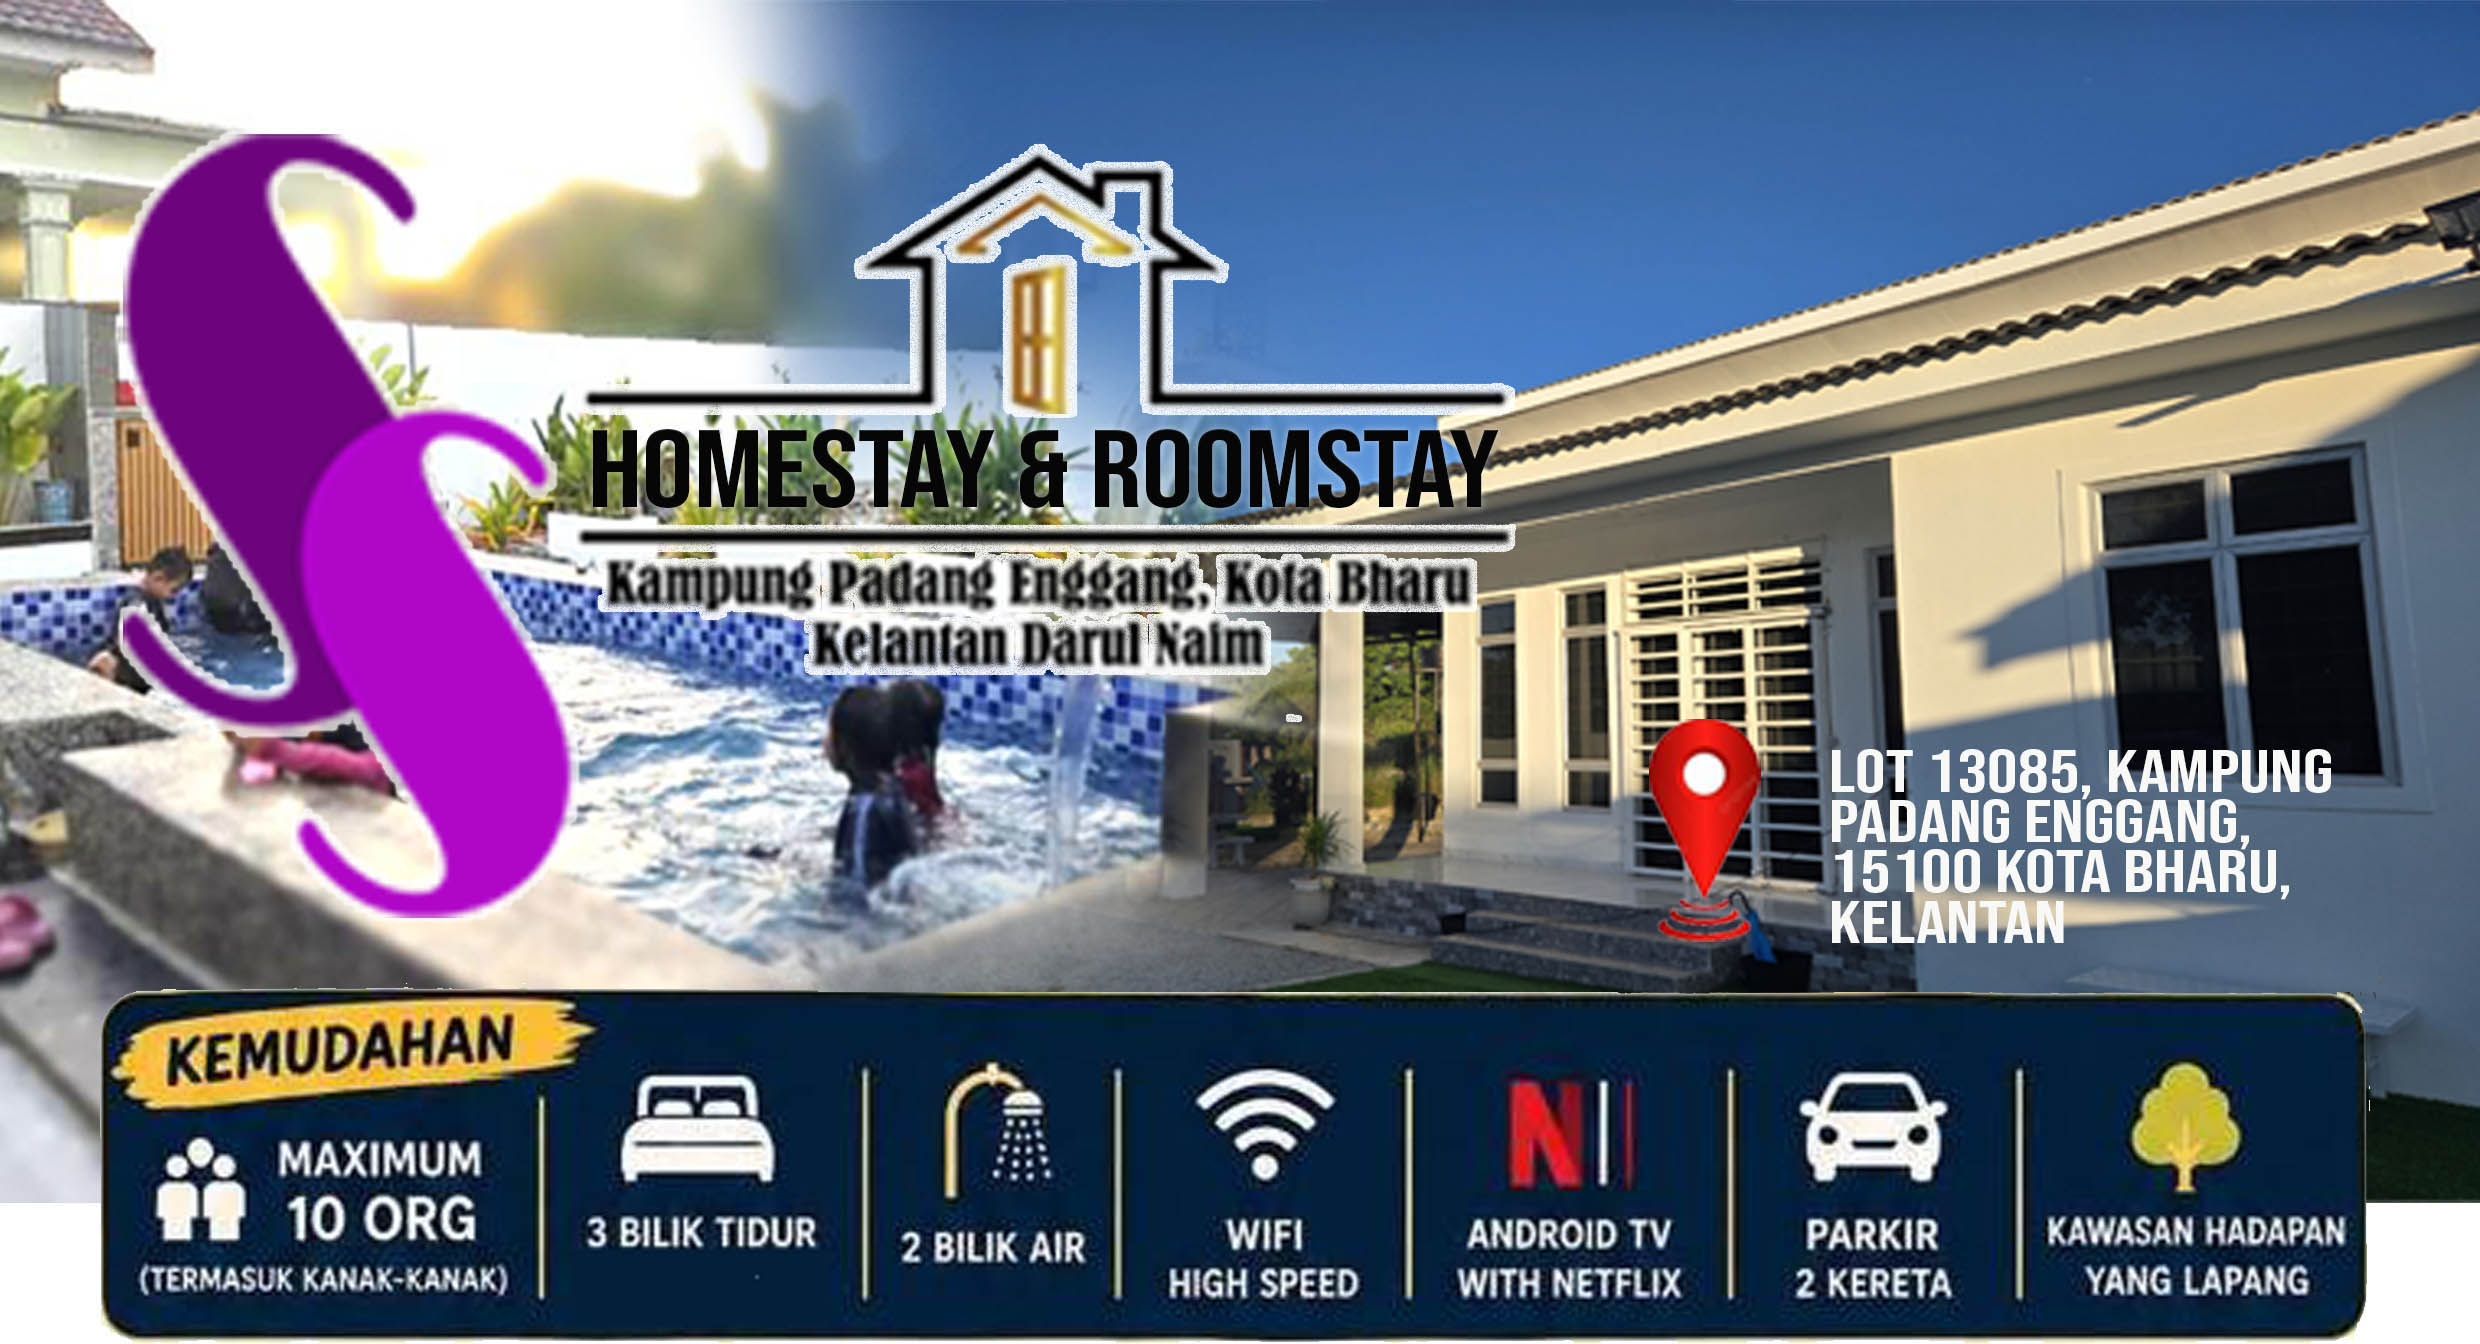 SS
HOMESTAY & ROOMSTAY
Kampung Padang Enggang, Kota Bharu
Kelantan Darul Naim
LOT 13085, KAMPUNG
PADANG ENGGANG,
15100 KOTA BHARU,
KELANTAN
KEMUDAHAN
MAXIMUM
10 ORG
(TERMASUK KANAK-KANAK)
3 BILIK TIDUR
2 BILIK AIR
WIFI
HIGH SPEED
N
ANDROID TV
WITH NETFLIX
PARKIR
2 KERETA
KAWASAN HADAPAN
YANG LAPANG